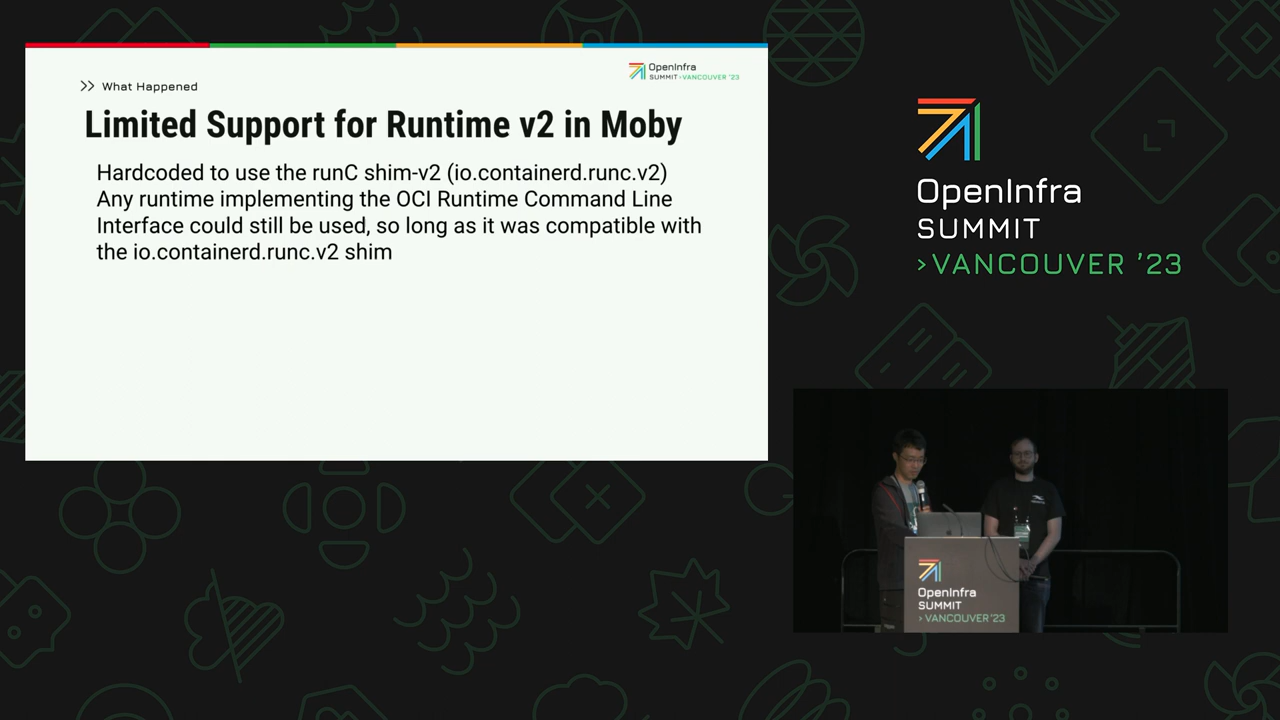 >> What Happened
OpenInfra
SUMMIT >VANCOUVER '23
Limited Support for Runtime v2 in Moby
Hardcoded to use the runC shim-v2 (io.containerd.runc.v2)
Any runtime implementing the OCI Runtime Command Line
Interface could still be used, so long as it was compatible with
the io.containerd.runc.v2 shim
OpenInfra
SUMMIT
>VANCOUVER '23
OpenInfra
SUMMIT
>VANCOUVER '23